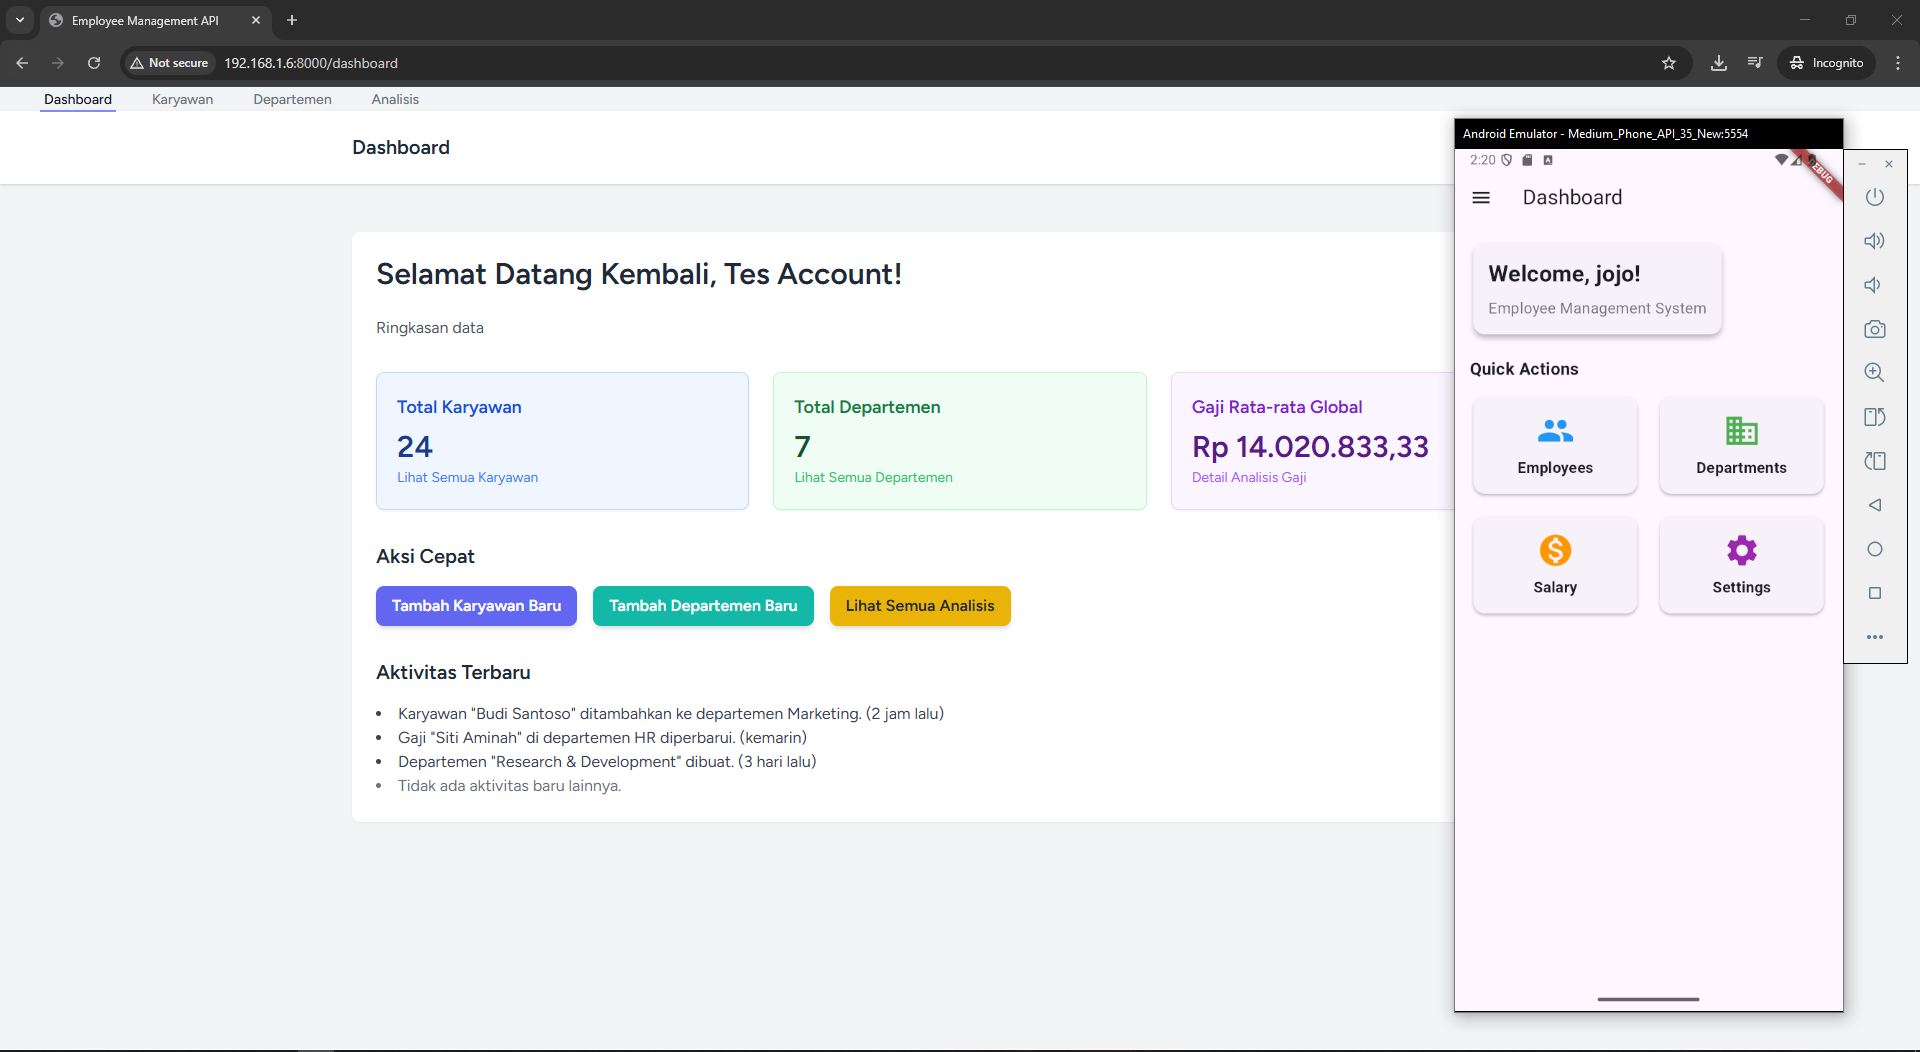 Employee Management API
Not secure
192.168.1.6:8000/dashboard
Incognito
Dashboard
Karyawan
Departemen
Analisis
Dashboard
Selamat Datang Kembali, Tes Account!
Ringkasan data
Total Karyawan
24
Lihat Semua Karyawan
Total Departemen
7
Lihat Semua Departemen
Gaji Rata-rata Global
Rp 14.020.833,33
Detail Analisis Gaji
Aksi Cepat
Tambah Karyawan Baru
Tambah Departemen Baru
Lihat Semua Analisis
Aktivitas Terbaru
Karyawan "Budi Santoso" ditambahkan ke departemen Marketing. (2 jam lalu)
Gaji "Siti Aminah" di departemen HR diperbarui. (kemarin)
Departemen "Research & Development" dibuat. (3 hari lalu)
Tidak ada aktivitas baru lainnya.
Android Emulator - Medium_Phone_API_35_New:5554
2:20
DEBUG
Dashboard
Welcome, jojo!
Employee Management System
Quick Actions
Employees
Departments
Salary
Settings